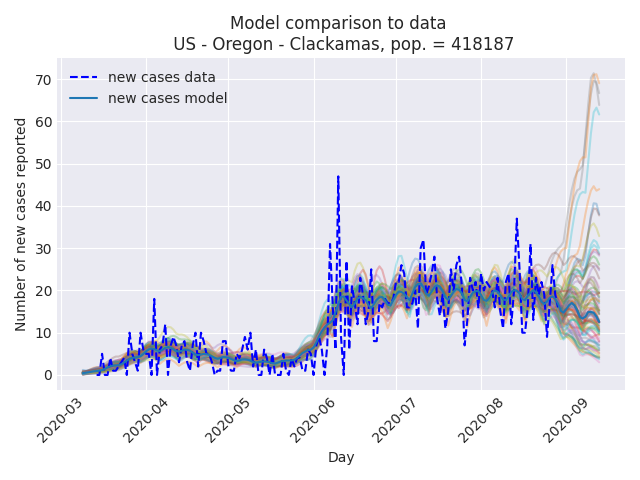 Model comparison to data
US - Oregon - Clackamas, pop. = 418187
new cases data
new cases model
Number of new cases reported
70
60
50
40
30
20
10
0
2020-03
2020-04
2020-05
2020-06
2020-07
2020-08
2020-09
Day